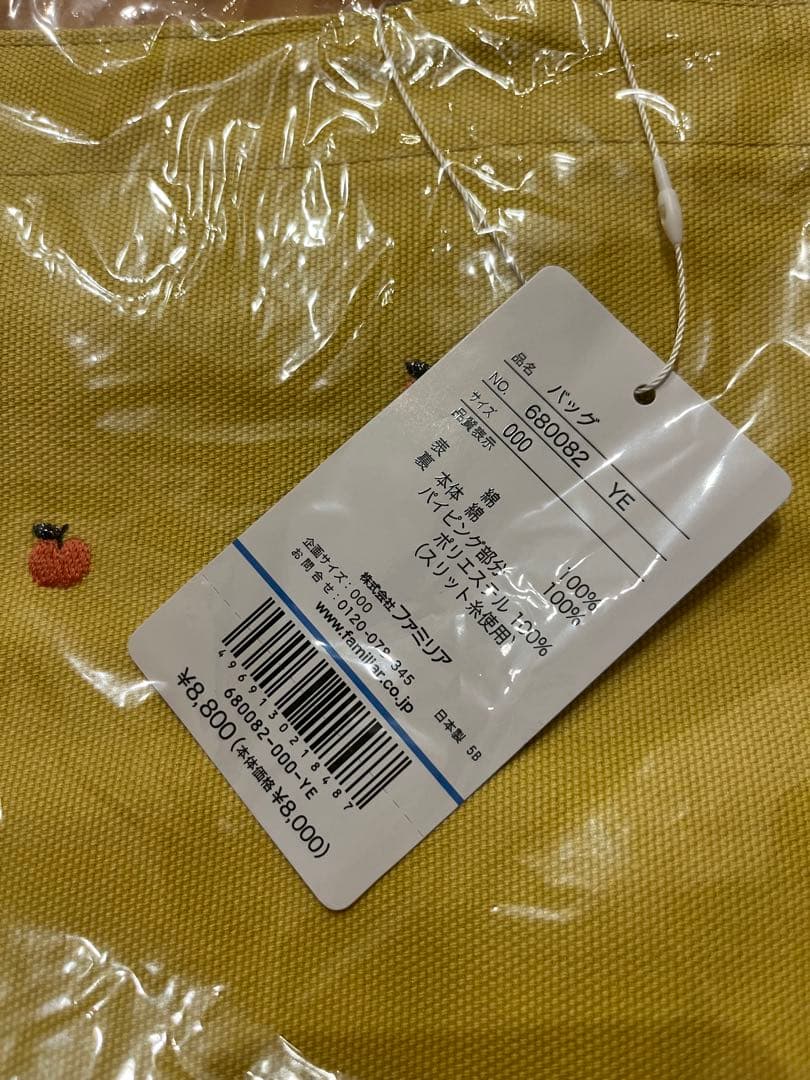 品名 バッグ
NO. 680082 YE
サイズ 000
品質表示
表 綿 100%
裏 本体 綿 100%
パイピング部分
ポリエステル 100%
(スリット糸使用)
株式会社 ファミリア
企画サイズ:000
お問合せ:0120-078-345
www.familiar.co.jp
日本製 5B
4969130218487
680082-000-YE
¥8,800(本体価格 ¥8,000)